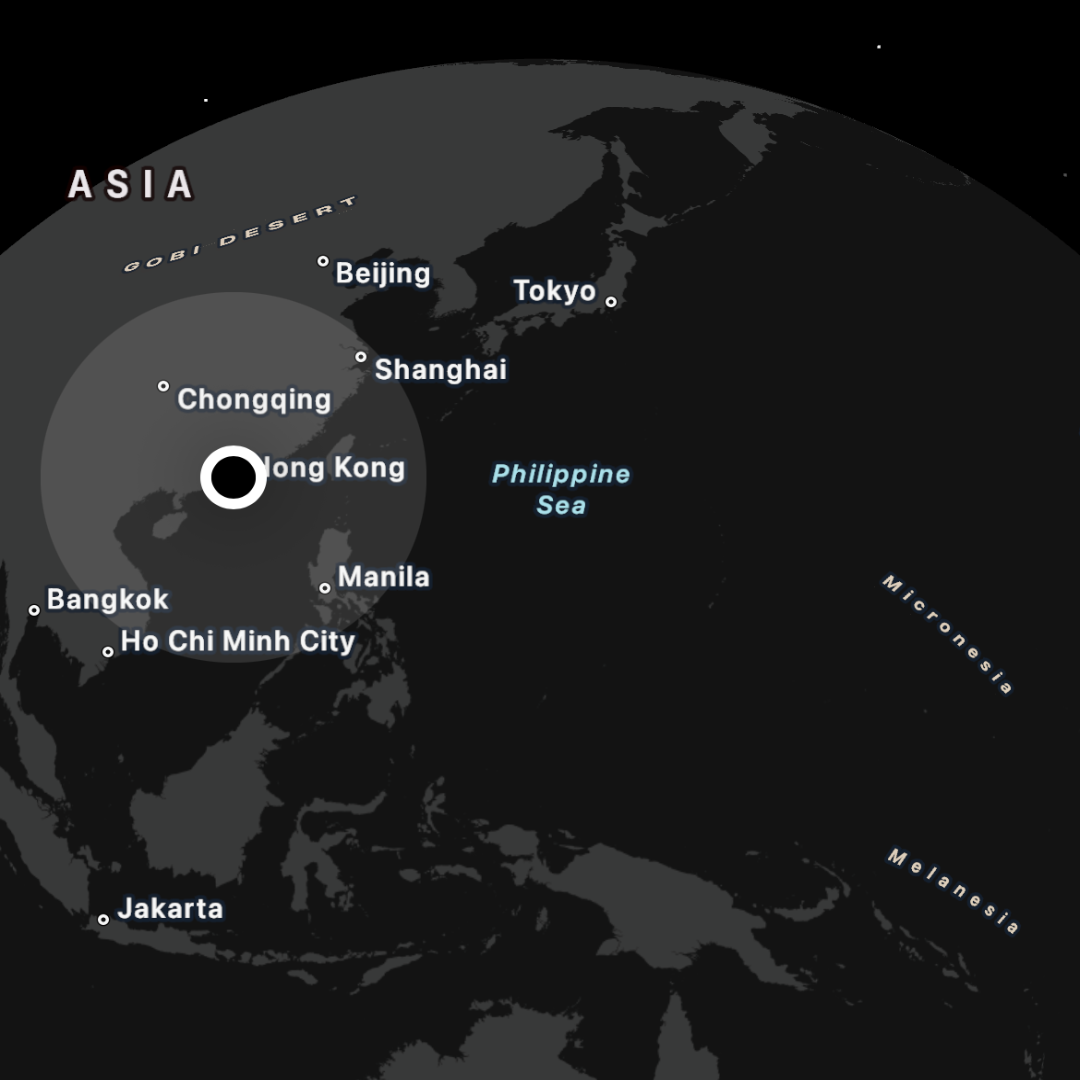 ASIA
GOBI DESERT
Beijing
Tokyo
Shanghai
Chongqing
Kong
Philippine
Sea
Manila
Micronesia
Bangkok
Ho Chi Minh City
Melanesia
Jakarta